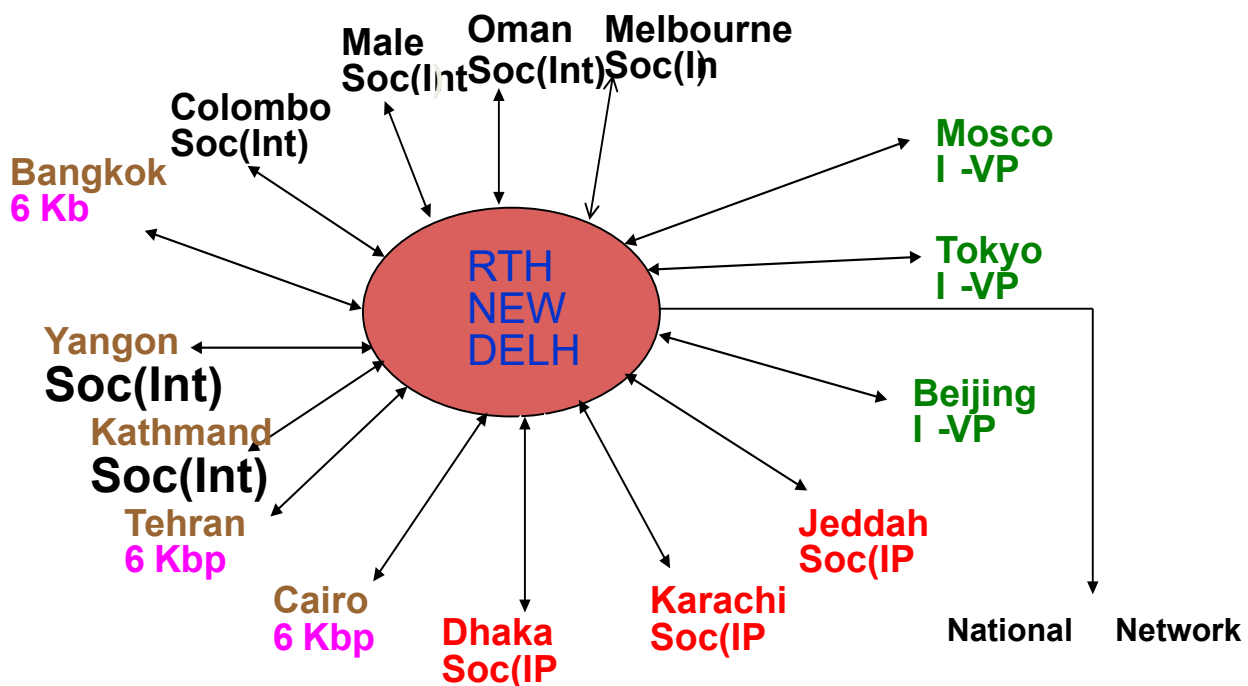 Male
Soc(Int
Oman
Soc(Int)
Melbourne
Soc(In)
Colombo
Soc(Int)
Bangkok
6 Kb
Mosco
I -VP
Tokyo
I -VP
RTH
NEW
DELH
Yangon
Soc(Int)
Kathmand
Soc(Int)
Tehran
6 Kbp
Cairo
6 Kbp
Dhaka
Soc(IP
Karachi
Soc(IP
Jeddah
Soc(IP
Beijing
I -VP
National Network